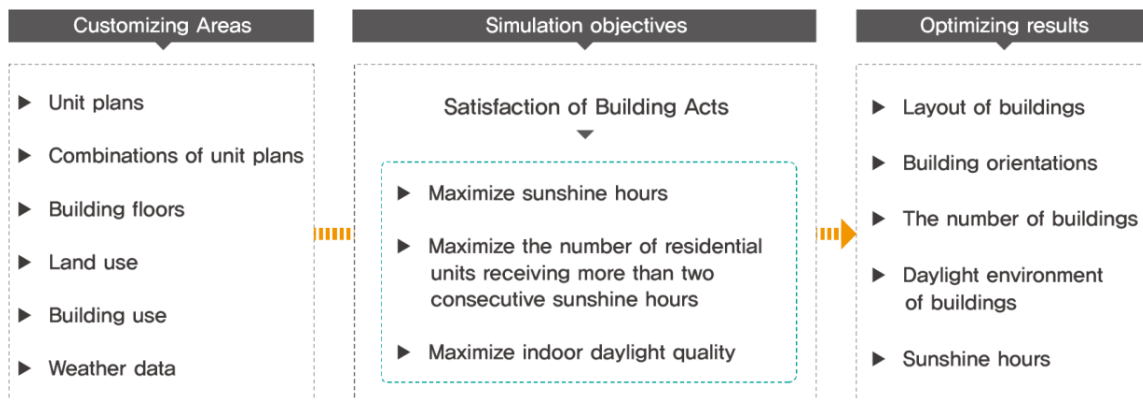 Customizing Areas
Unit plans
Combinations of unit plans
Building floors
Land use
Building use
Weather data
Simulation objectives
Satisfaction of Building Acts
Maximize sunshine hours
Maximize the number of residential
units receiving more than two
consecutive sunshine hours
Maximize indoor daylight quality
Optimizing results
Layout of buildings
Building orientations
The number of buildings
Daylight environment
of buildings
Sunshine hours